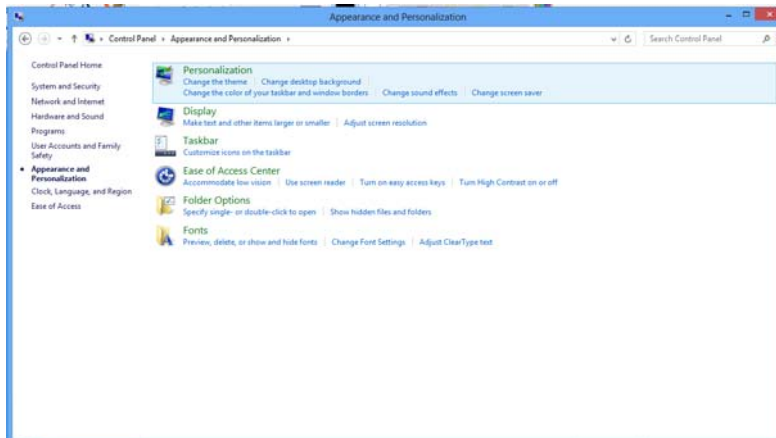 Appearance and Personalization
Control Panel Appearance and Personalization Search Control Panel
Control Panel Home
System and Security
Network and Internet
Hardware and Sound
Programs
User Accounts and Family
Safety
Appearance and
Personalization
Clock, Language, and Region
Ease of Access
Personalization
Change the theme Change desktop background
Change the color of your taskbar and window borders Change sound effects Change screen saver
Display
Make text and other items larger or smaller Adjust screen resolution
Taskbar
Customize icons on the taskbar
Ease of Access Center
Accommodate low vision Use screen reader Turn on easy access keys Turn High Contrast on or off
Folder Options
Specify single- or double-click to open Show hidden files and folders
Fonts
Preview, delete, or show and hide fonts Change Font Settings Adjust ClearType text